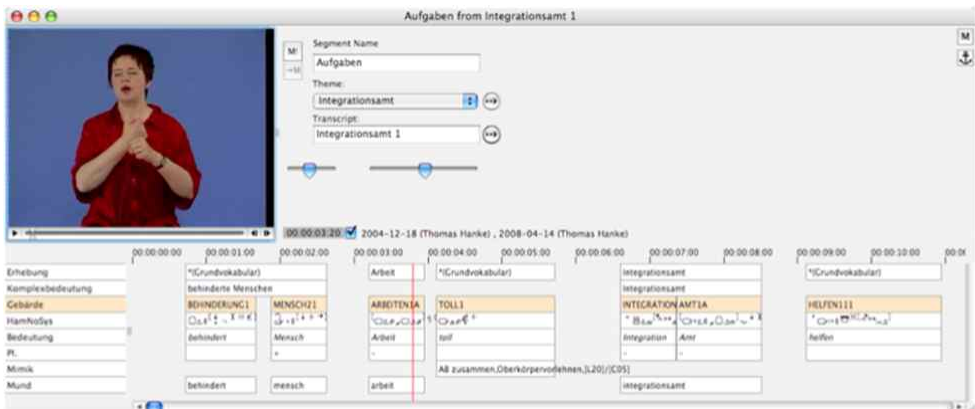 Aufgaben from Integrationsamt 1
M
M!
→M
Segment Name
Aufgaben
Theme:
Integrationsamt
Transcript:
Integrationsamt 1
00:00:03:20 2004-12-18 (Thomas Hanke) , 2008-04-14 (Thomas Hanke)
00:00:00:00 00:00:01:00 00:00:02:00 00:00:03:00 00:00:04:00 00:00:05:00 00:00:06:00 00:00:07:00 00:00:08:00 00:00:09:00 00:00:10:00
Erhebung *(Grundvokabular) Arbeit *(Grundvokabular) Integrationsamt *(Grundvokabular)
Komplexbedeutung behinderte Menschen Integrationsamt
Gebärde BEHINDERUNG1 MENSCH21 ARBEITEN1A TOLL1 INTEGRATION AMT1A HELFEN111
HamNoSys
Bedeutung behindert Mensch Arbeit toll Integration Amt helfen
Pl. + - - -
Mimik AB zusammen,Oberkörpervorlehnen,[L20]/[C05]
Mund behindert mensch arbeit integrationsamt